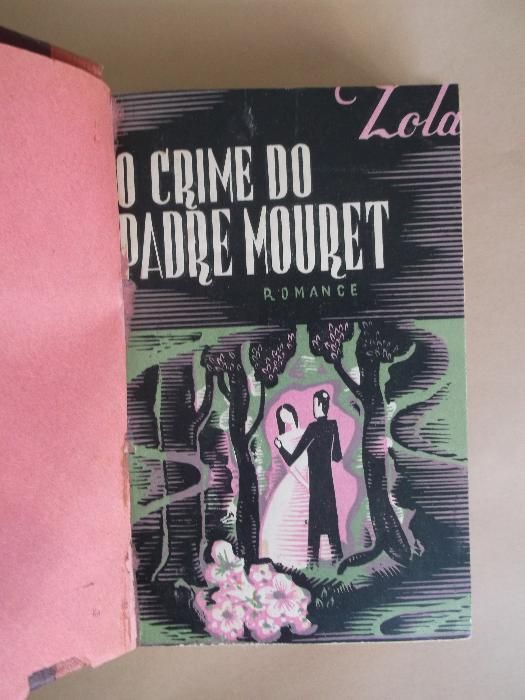 Zola
O CRIME DO
PADRE MOURET
ROMANCE